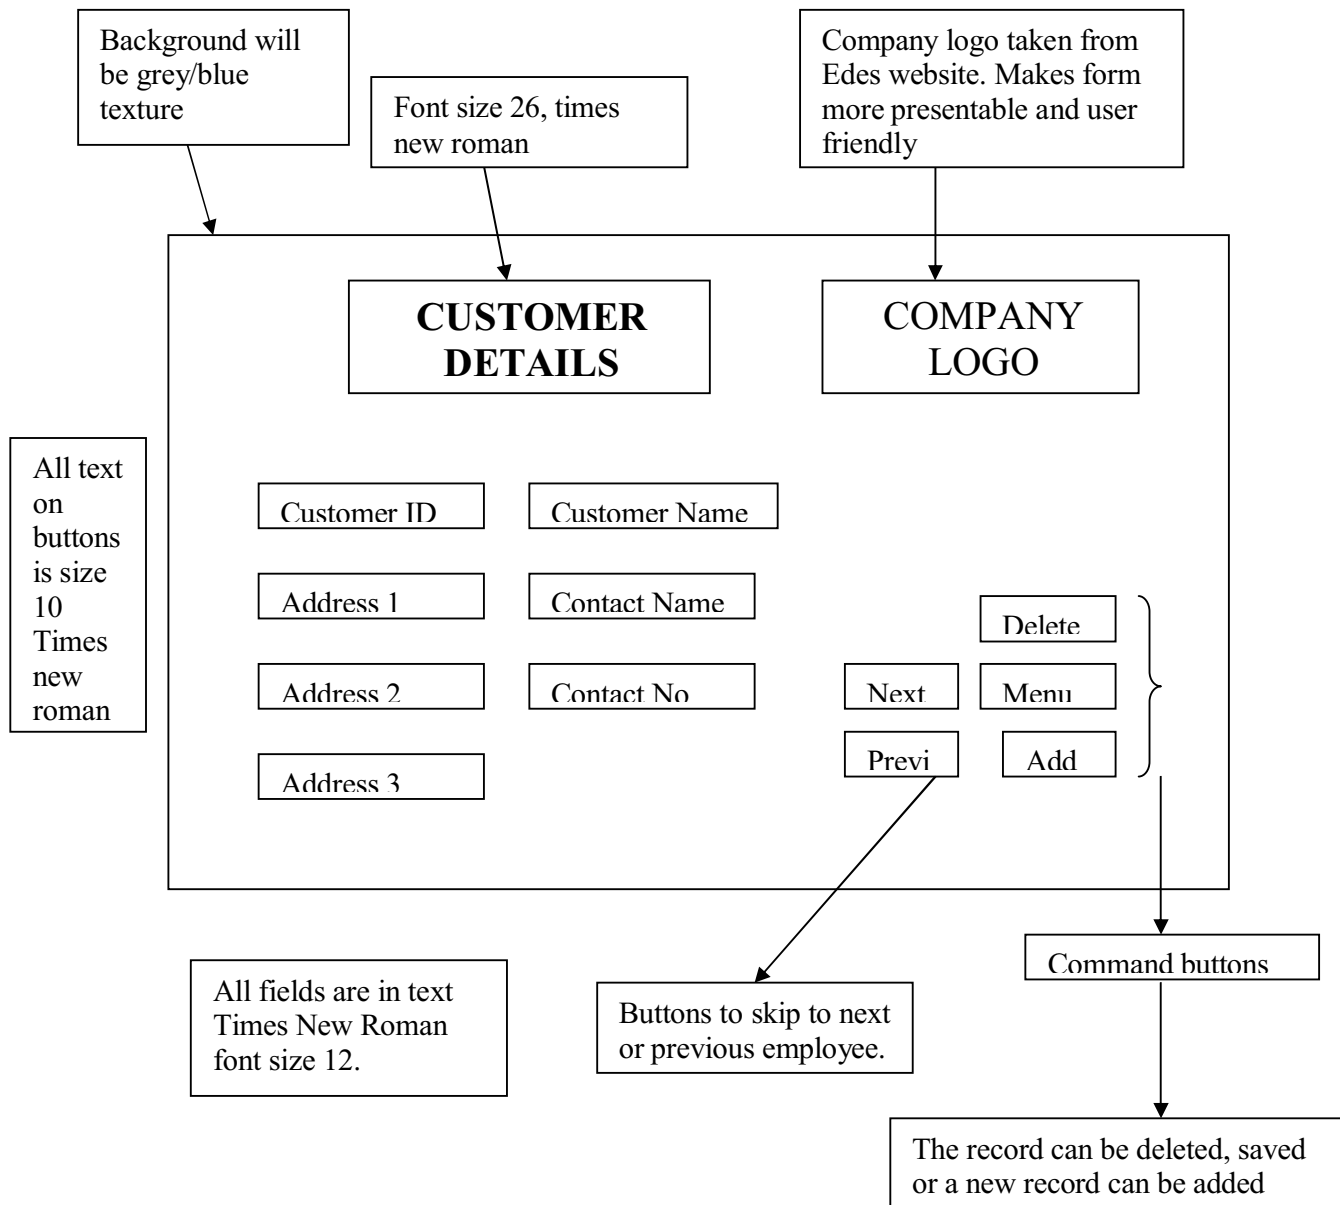 Background will
be grey/blue
texture
Font size 26, times
new roman
Company logo taken from
Edes website. Makes form
more presentable and user
friendly
CUSTOMER
DETAILS
COMPANY
LOGO
All text
on
buttons
is size
10
Times
new
roman
Customer ID
Customer Name
Address 1
Contact Name
Delete
Address 2
Contact No
Next
Menu
Address 3
Previ
Add
All fields are in text
Times New Roman
font size 12.
Buttons to skip to next
or previous employee.
Command buttons
The record can be deleted, saved
or a new record can be added